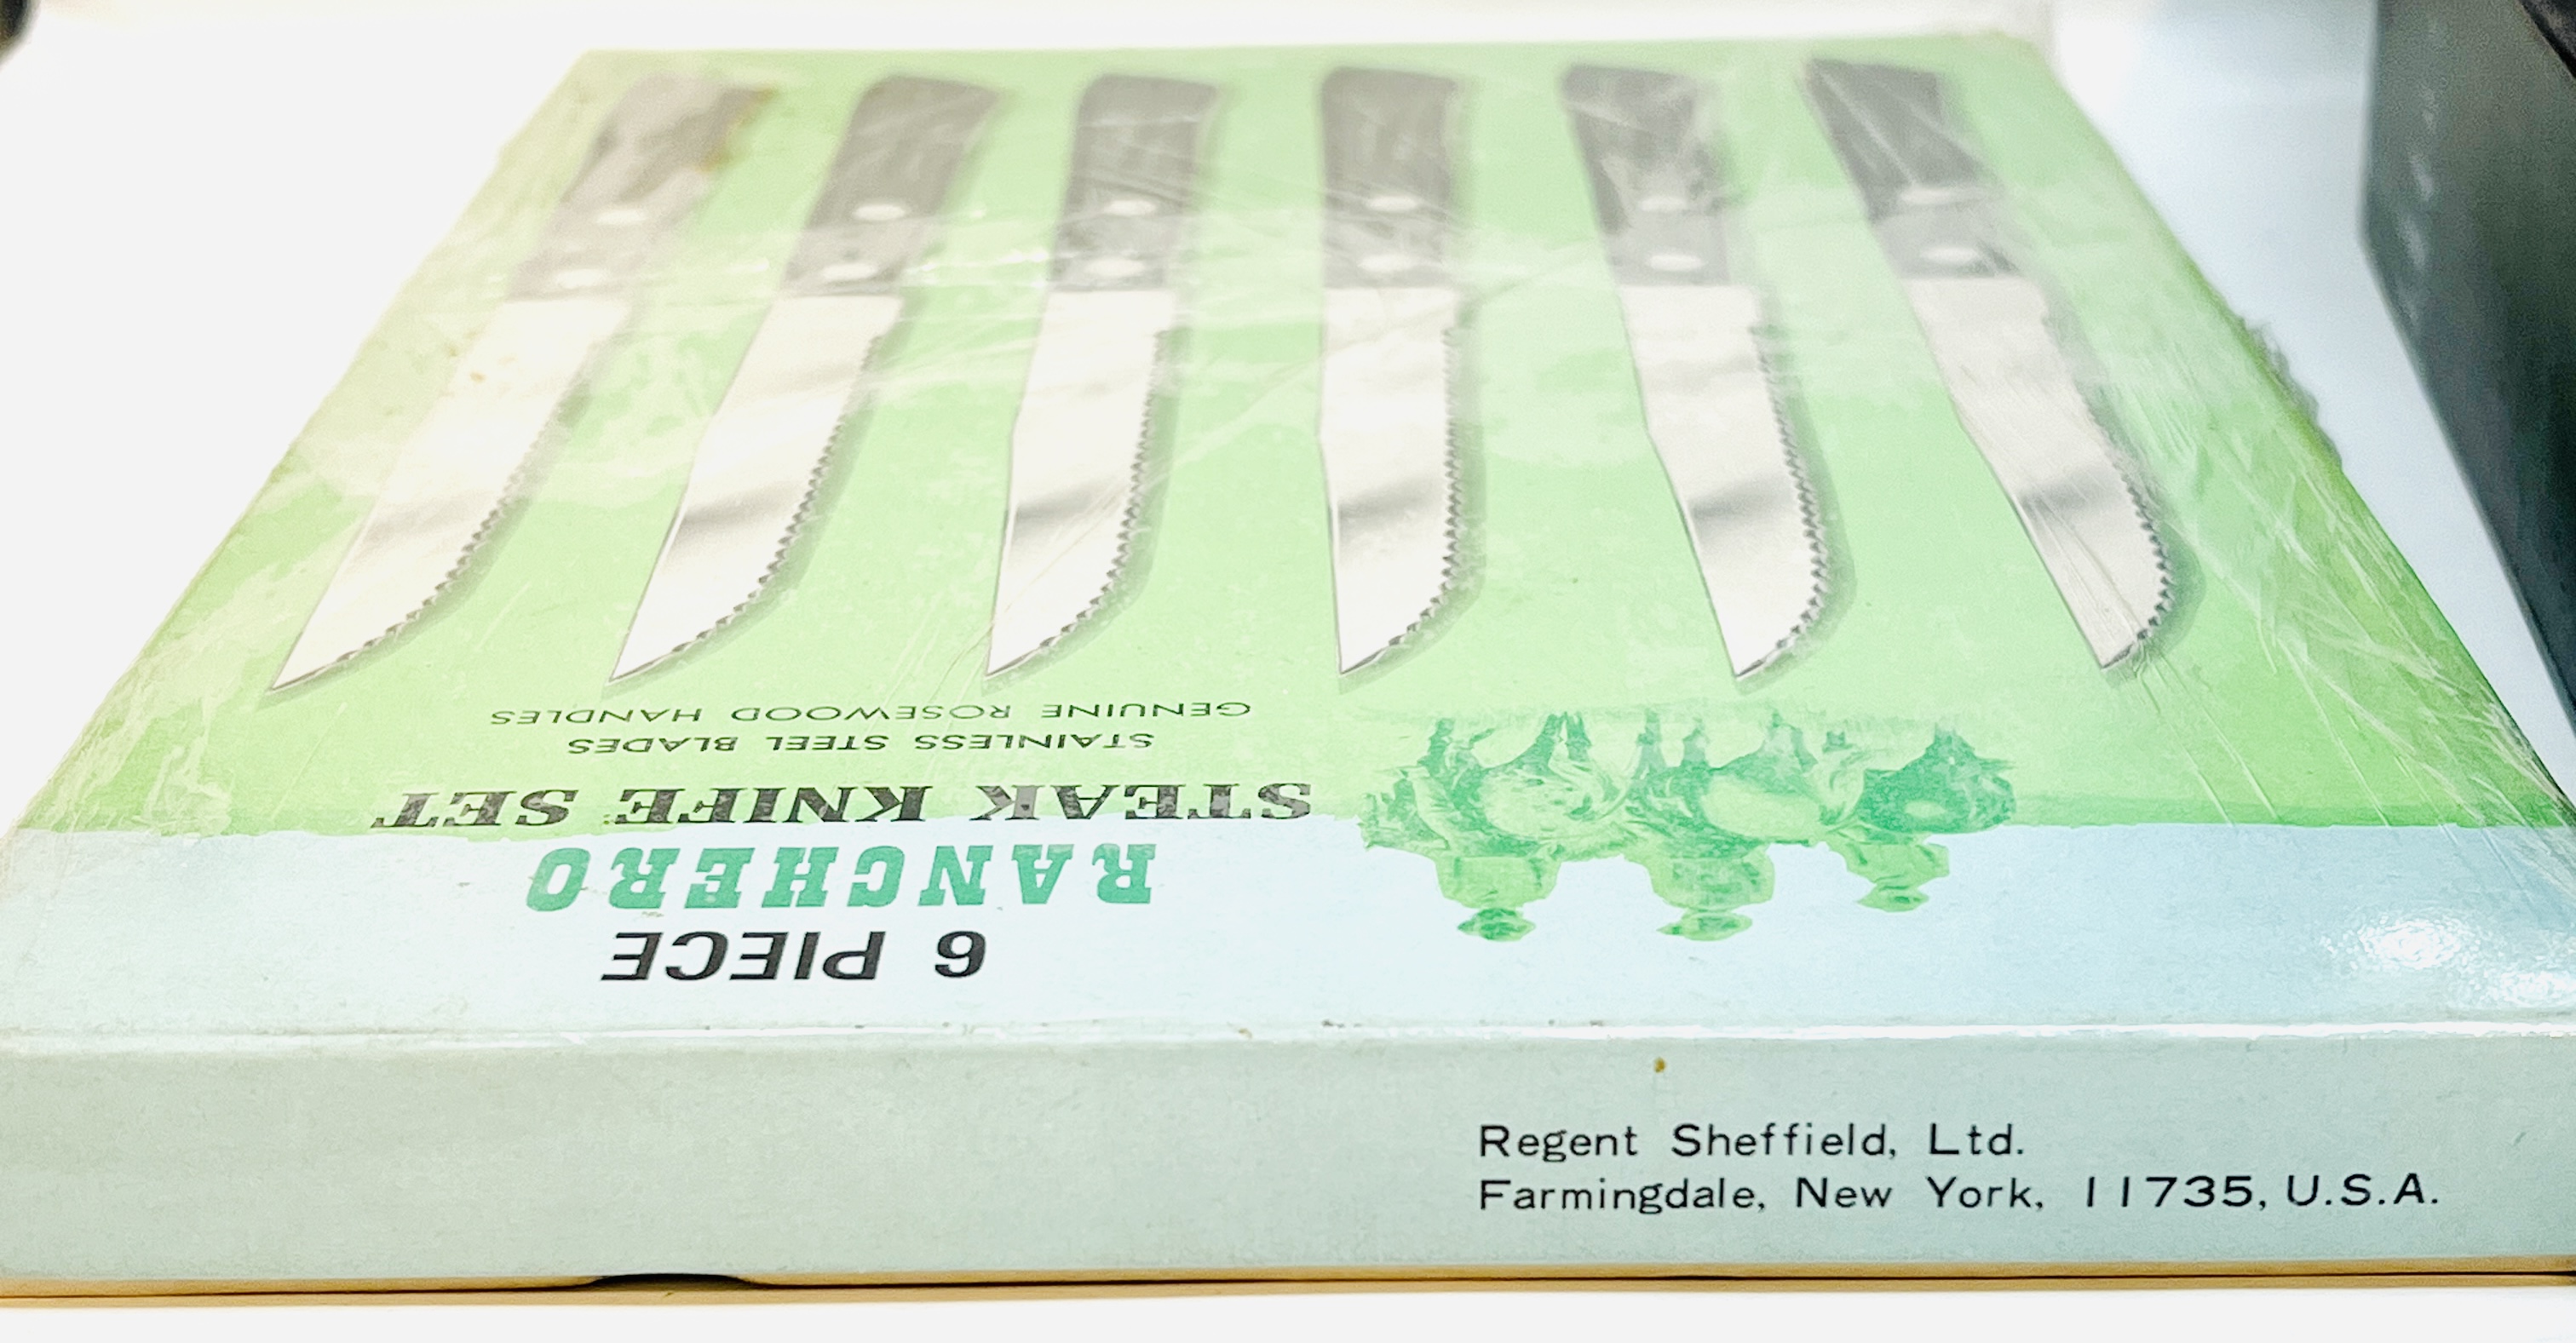 6 PIECE
RANCHERO
STEAK KNIFE SET
STAINLESS STEEL BLADES
GENUINE ROSEWOOD HANDLES
Regent Sheffield, Ltd.
Farmingdale, New York, 11735, U.S.A.